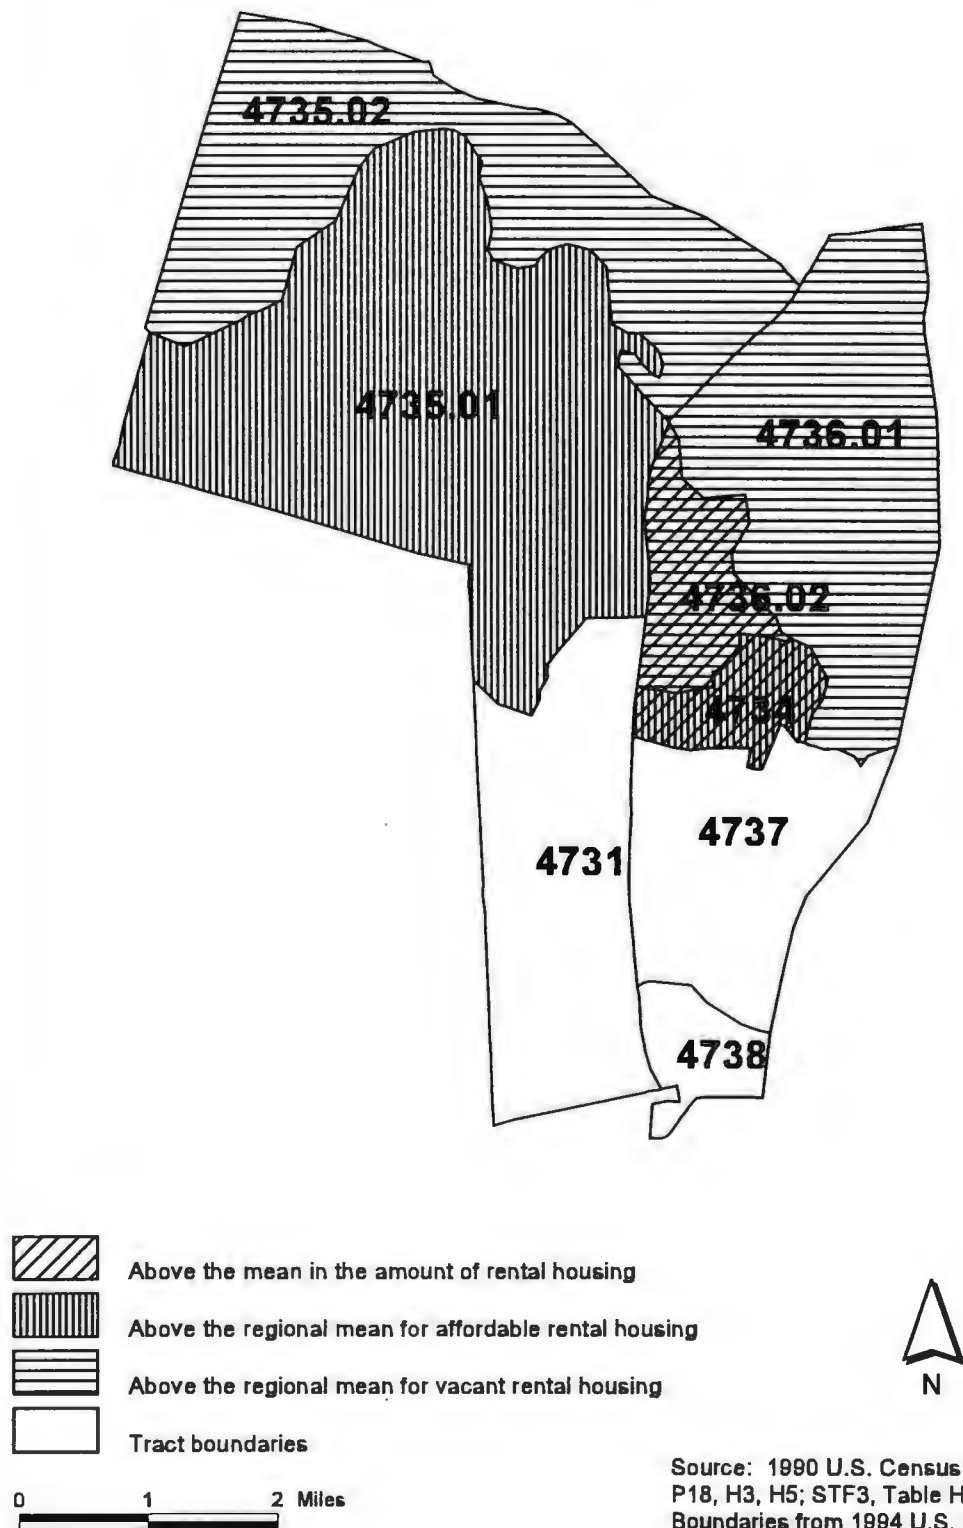 4735.02
4735.01
4736.01
4736.02
4734
4737
4731
4738
Above the mean in the amount of rental housing
Above the regional mean for affordable rental housing
Above the regional mean for vacant rental housing
Tract boundaries
N
0 1 2 Miles
Source: 1990 U.S. Census
P18, H3, H5; STF3, Table H
Boundaries from 1994 U.S.